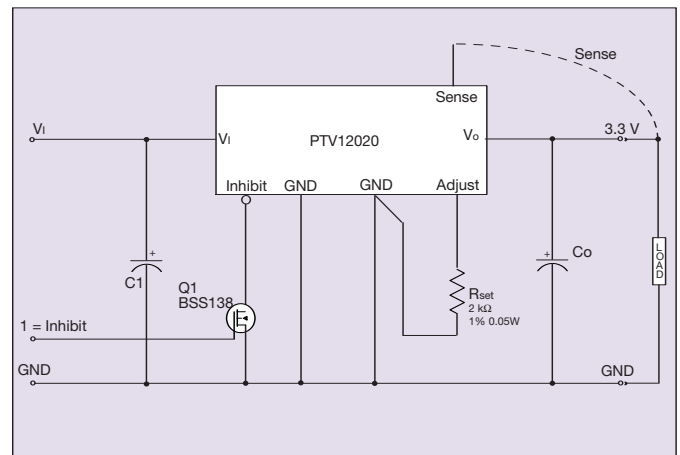 Sense
Sense
VI
VI
PTV12020
Vo
3.3 V
Inhibit
GND
GND
Adjust
+
C1
Q1
BSS138
Rset
2 kΩ
1% 0.05W
+
Co
LOAD
1 = Inhibit
GND
GND